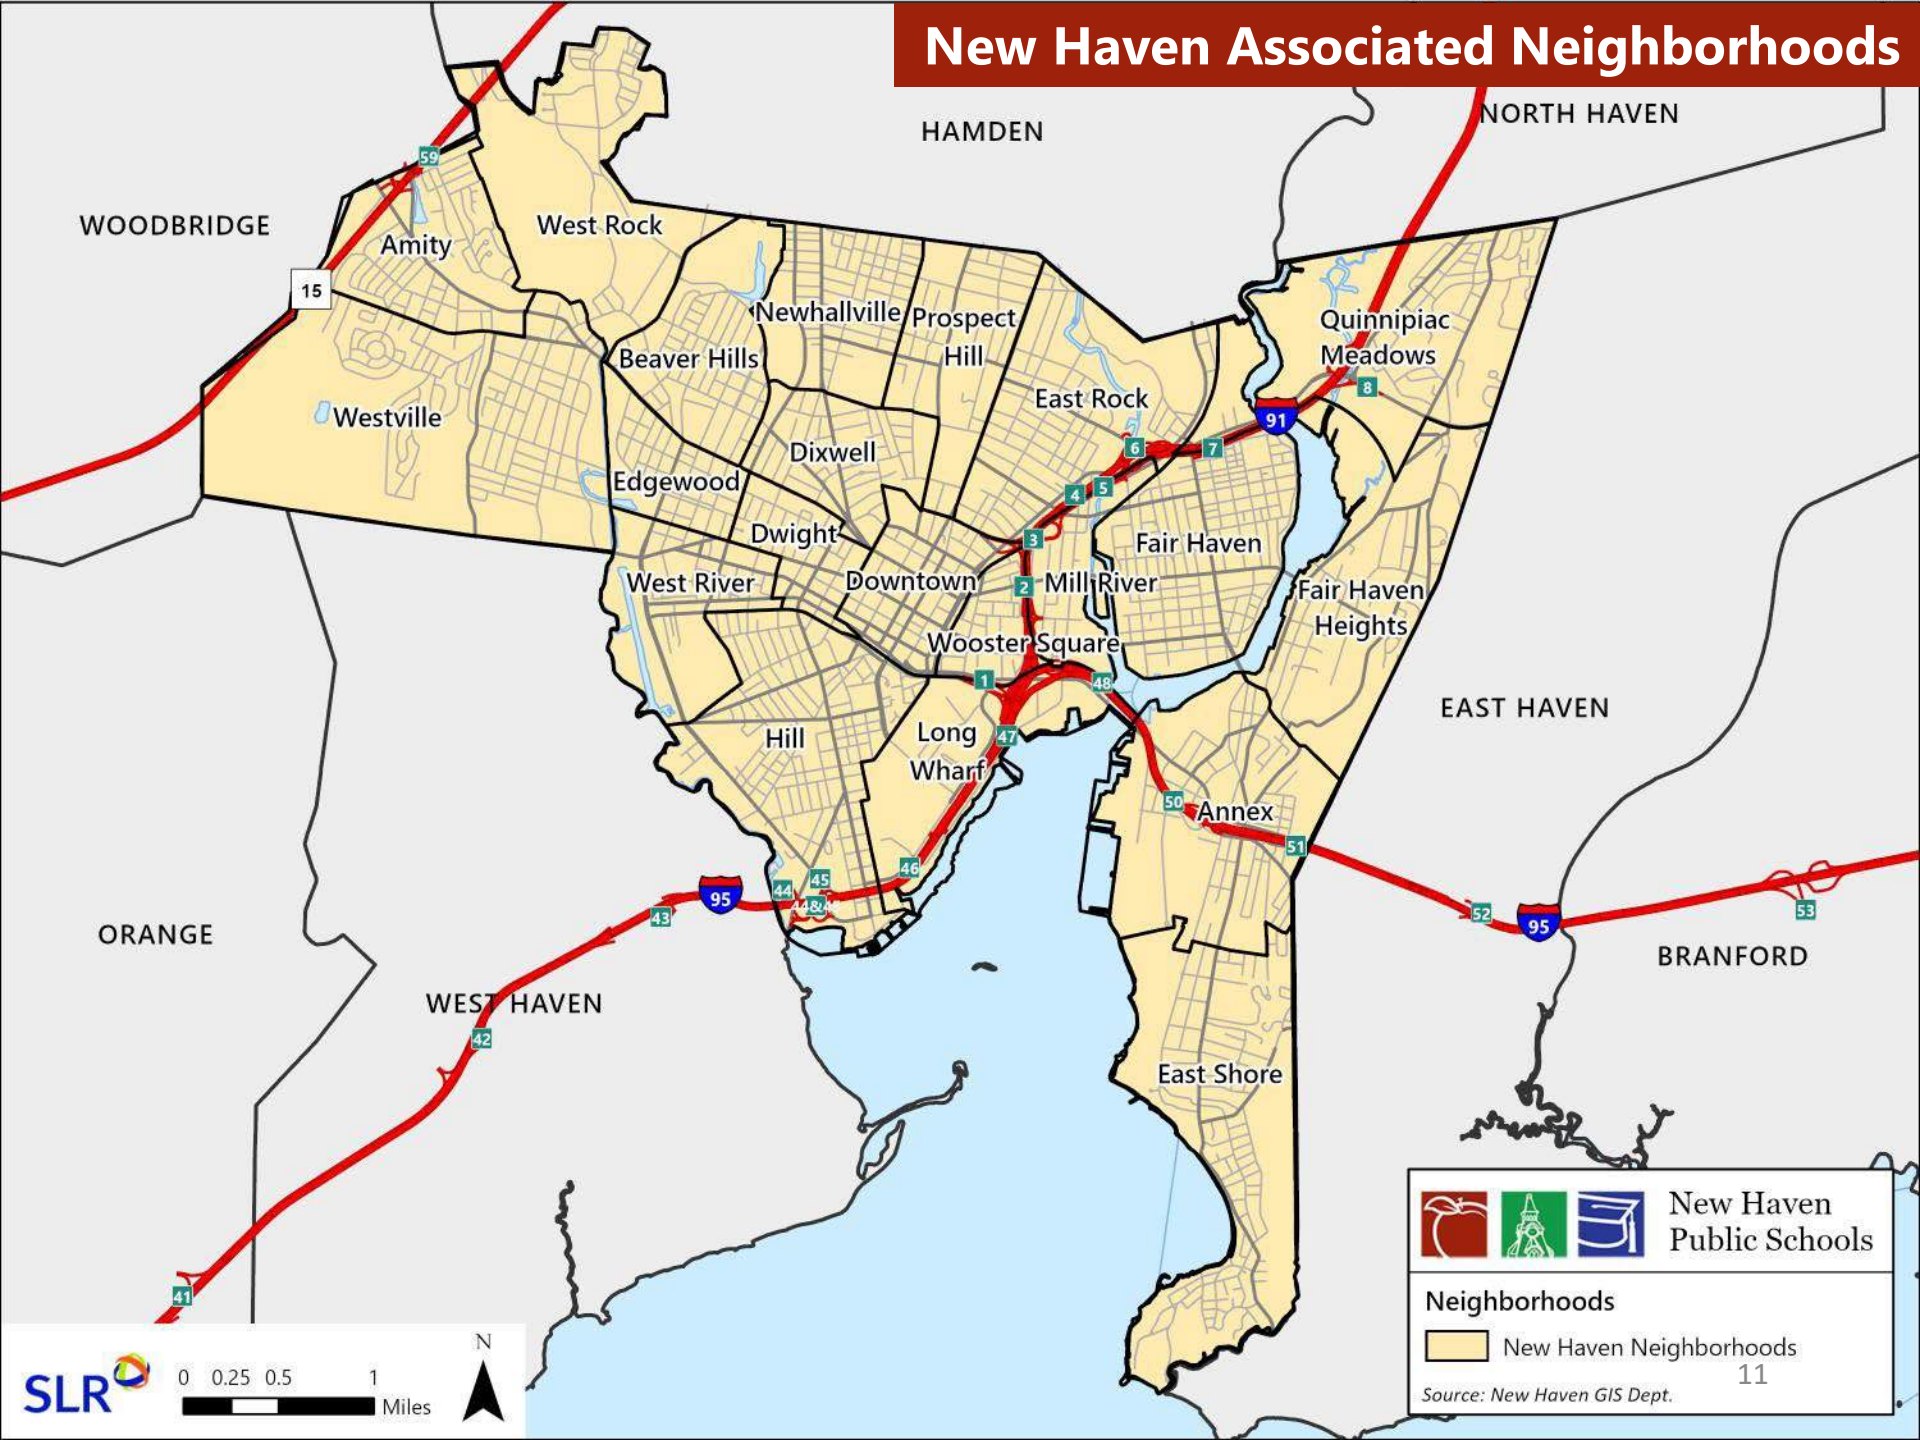 New Haven Associated Neighborhoods
NORTH HAVEN
HAMDEN
59
WOODBRIDGE
West Rock
Amity
15
Newhallville
Prospect
Hill
Quinnipiac
Meadows
Beaver Hills
8
East Rock
Westville
91
6
7
Dixwell
Edgewood
4
5
Dwight
3
Fair Haven
West River
Downtown
2
Mill River
Fair Haven
Heights
Wooster Square
1
48
EAST HAVEN
Hill
Long
Wharf
47
50
Annex
51
46
45
44
95
43
52
95
53
ORANGE
BRANFORD
WEST HAVEN
42
East Shore
41
New Haven
Public Schools
Neighborhoods
New Haven Neighborhoods
11
Source: New Haven GIS Dept.
SLR
0 0.25 0.5 1
Miles
N